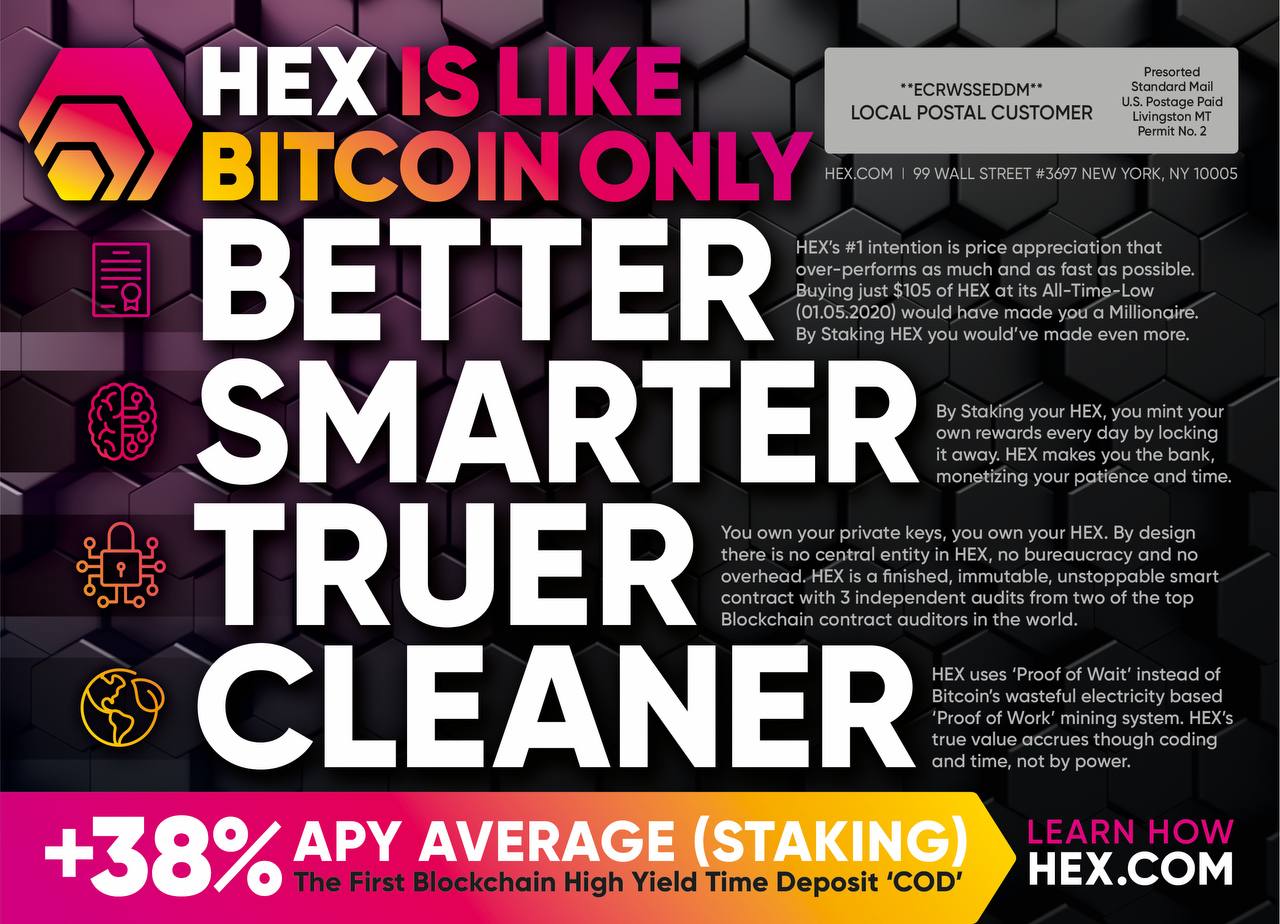 HEX IS LIKE
BITCOIN ONLY
**ECRWSSEDDM**
LOCAL POSTAL CUSTOMER
Presorted
Standard Mail
U.S. Postage Paid
Livingston MT
Permit No. 2
HEX.COM | 99 WALL STREET #3697 NEW YORK, NY 10005
BETTER
HEX's #1 intention is price appreciation that
over-performs as much and as fast as possible.
Buying just $105 of HEX at its All-Time-Low
(01.05.2020) would have made you a Millionaire.
By Staking HEX you would've made even more.
SMARTER
By Staking your HEX, you mint your
own rewards every day by locking
it away. HEX makes you the bank,
monetizing your patience and time.
TRUER
You own your private keys, you own your HEX. By design
there is no central entity in HEX, no bureaucracy and no
overhead. HEX is a finished, immutable, unstoppable smart
contract with 3 independent audits from two of the top
Blockchain contract auditors in the world.
CLEANER
HEX uses ‘Proof of Wait’ instead of
Bitcoin's wasteful electricity based
‘Proof of Work’ mining system. HEX's
true value accrues though coding
and time, not by power.
+38% APY AVERAGE (STAKING)
The First Blockchain High Yield Time Deposit ‘COD’
LEARN HOW
HEX.COM